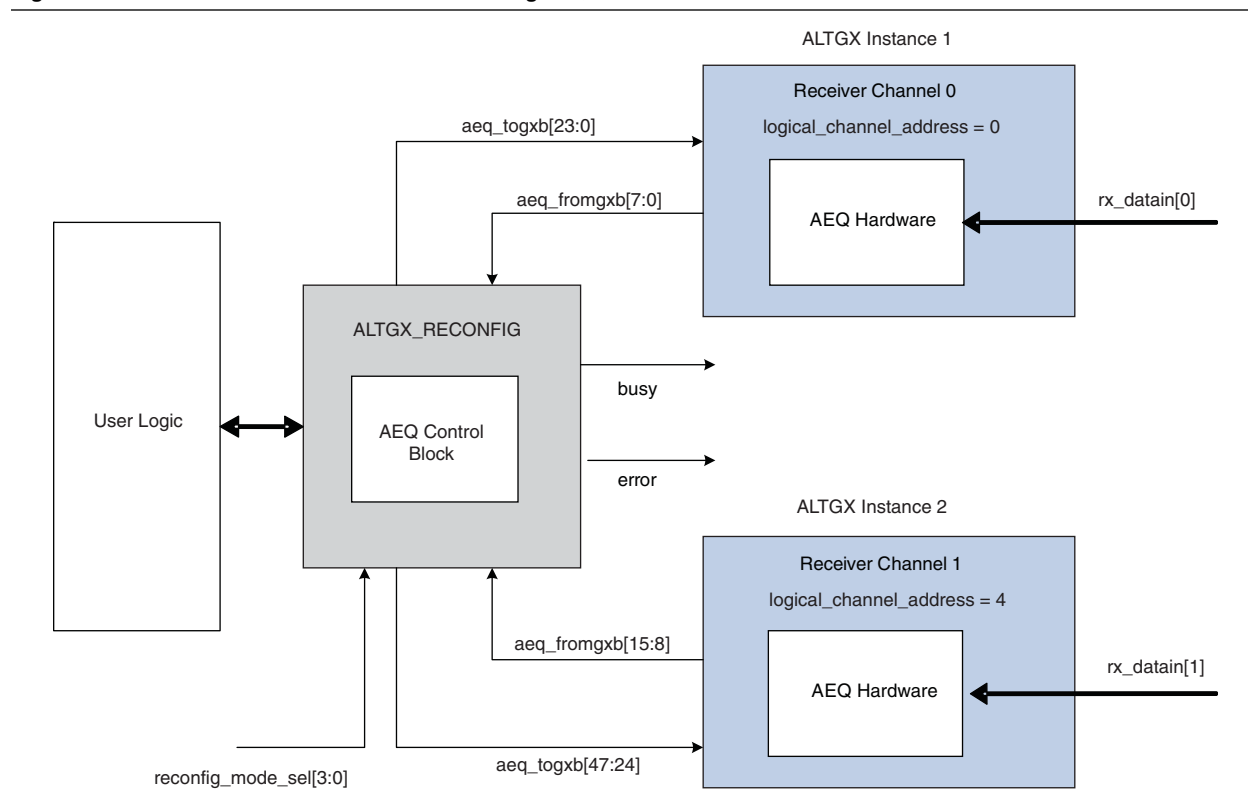 ALTGX Instance 1
Receiver Channel 0
logical_channel_address = 0
aeq_togxb[23:0]
aeq_fromgxb[7:0]
AEQ Hardware
rx_datain[0]
ALTGX_RECONFIG
busy
User Logic
AEQ Control
Block
error
ALTGX Instance 2
Receiver Channel 1
logical_channel_address = 4
aeq_fromgxb[15:8]
rx_datain[1]
AEQ Hardware
aeq_togxb[47:24]
reconfig_mode_sel[3:0]